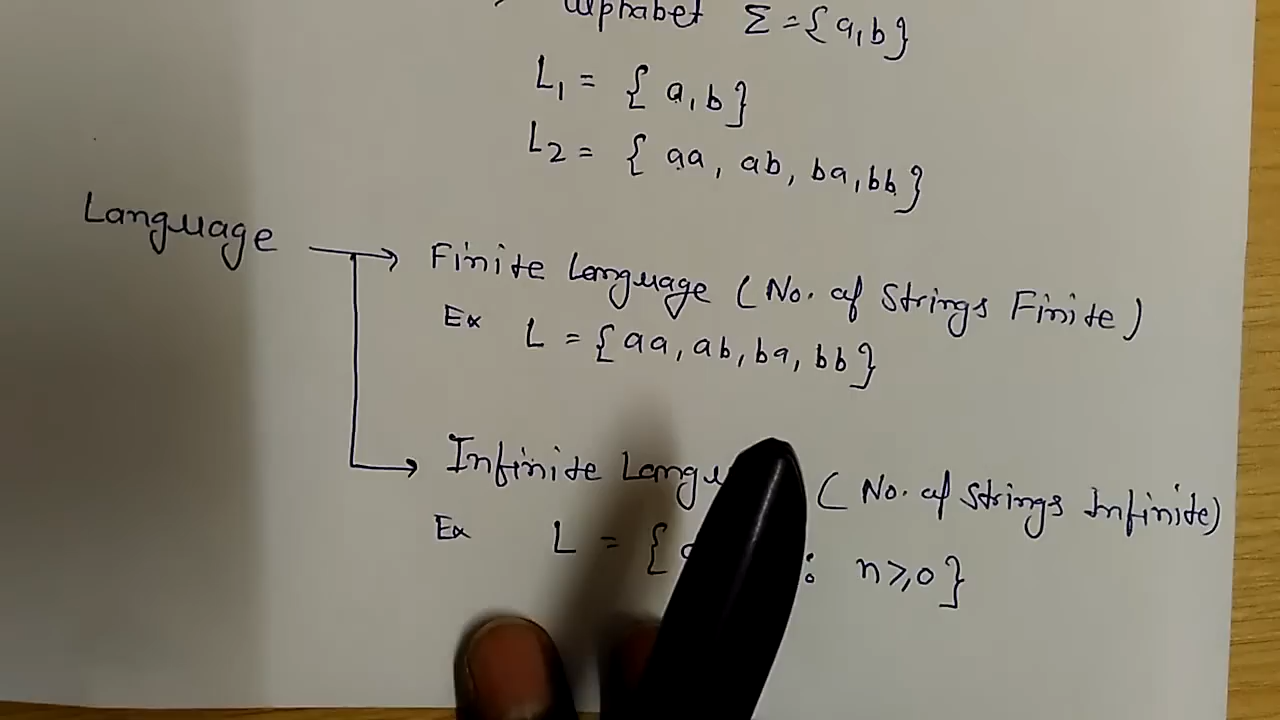 alphabet Σ = {a, b}
L1 = { a, b }
L2 = { aa, ab, ba, bb }
Language
Finite Language (No. of Strings Finite)
Ex L = { aa, ab, ba, bb }
Infinite (No. of Strings Infinite)
Ex L = { : n ≥ 0 }